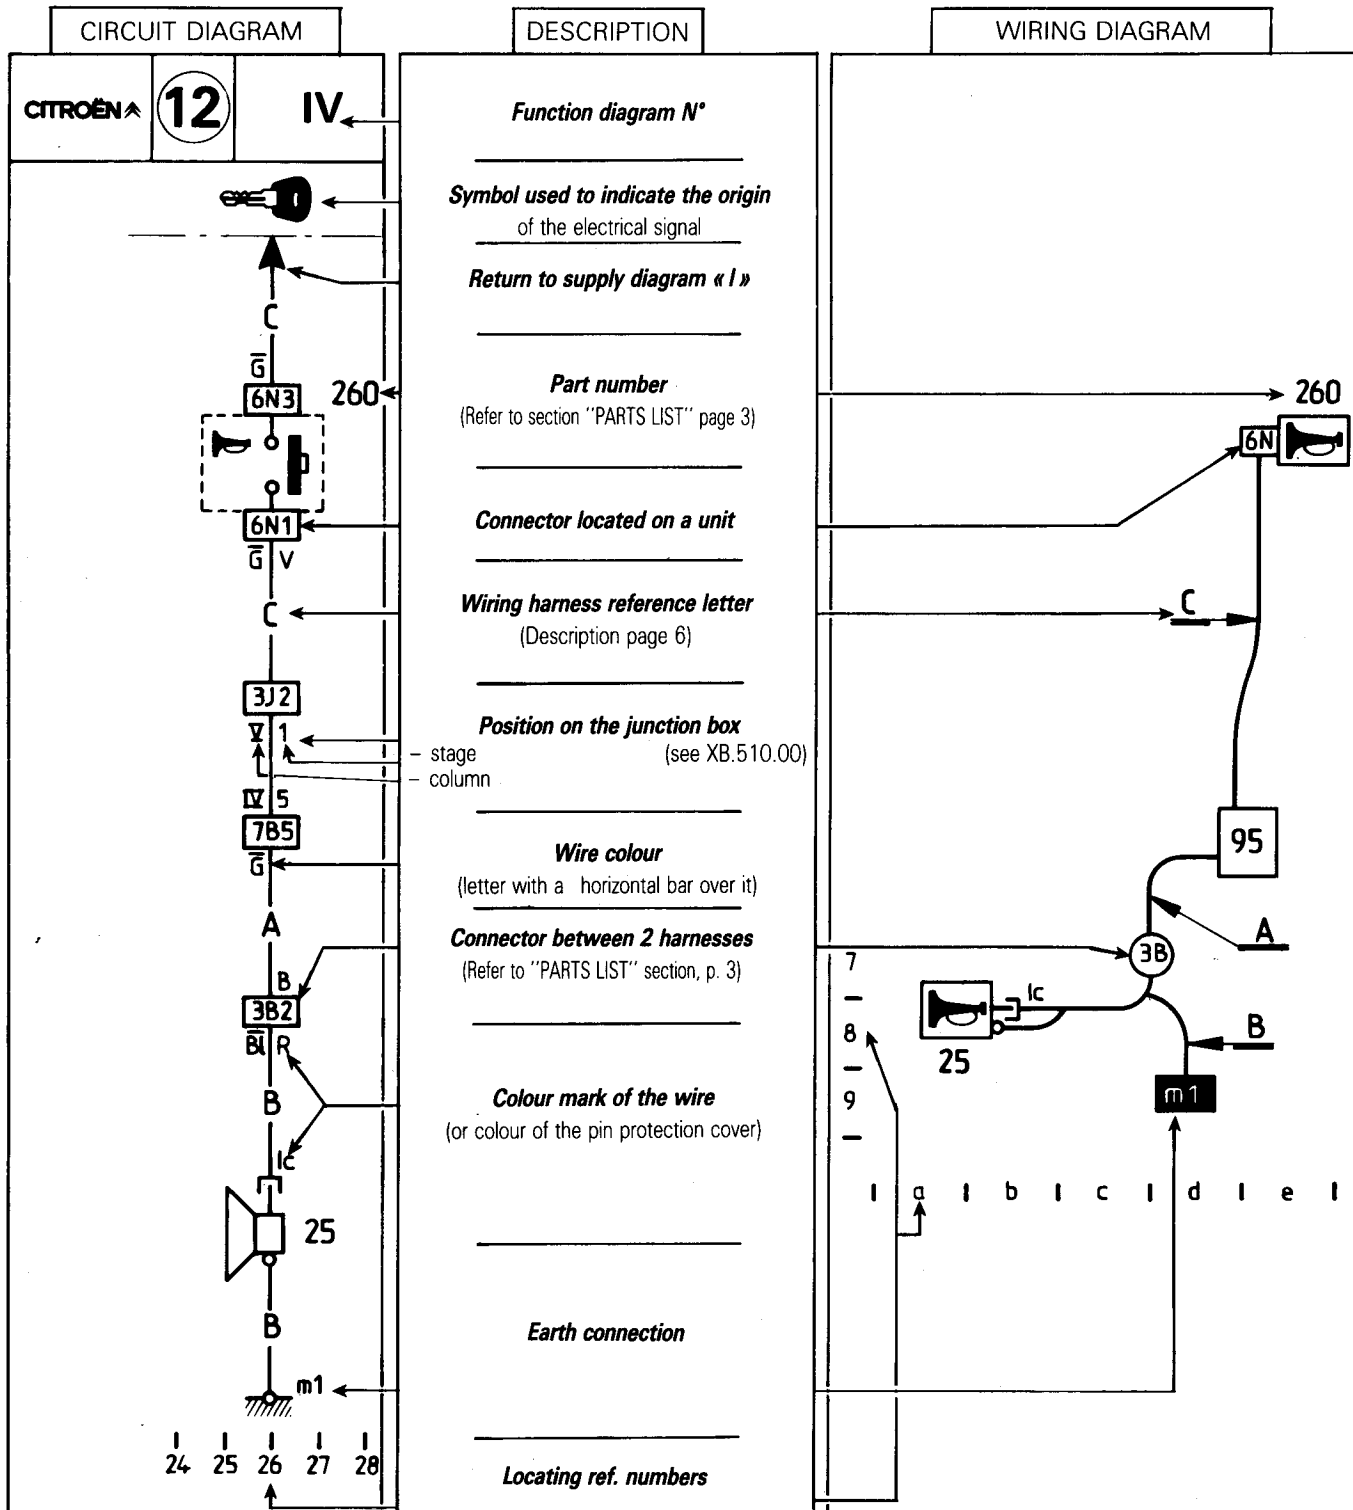 CIRCUIT DIAGRAM
DESCRIPTION
WIRING DIAGRAM
CITROËN
12
IV
Function diagram N°
Symbol used to indicate the origin
of the electrical signal
Return to supply diagram « I »
C
G̅
6N3
260
Part number
(Refer to section "PARTS LIST" page 3)
260
6N
6N1
Connector located on a unit
G̅ V
C
Wiring harness reference letter
(Description page 6)
C
3J2
V 1
Position on the junction box
(see XB.510.00)
– stage
– column
IV 5
7B5
95
G̅
Wire colour
(letter with a horizontal bar over it)
A
A
Connector between 2 harnesses
(Refer to "PARTS LIST" section, p. 3)
3B
7
B
3B2
lc
B̅l̅ R
8
25
B
B
Colour mark of the wire
(or colour of the pin protection cover)
9
m1
lc
a b c d e
25
B
Earth connection
m1
24 25 26 27 28
Locating ref. numbers